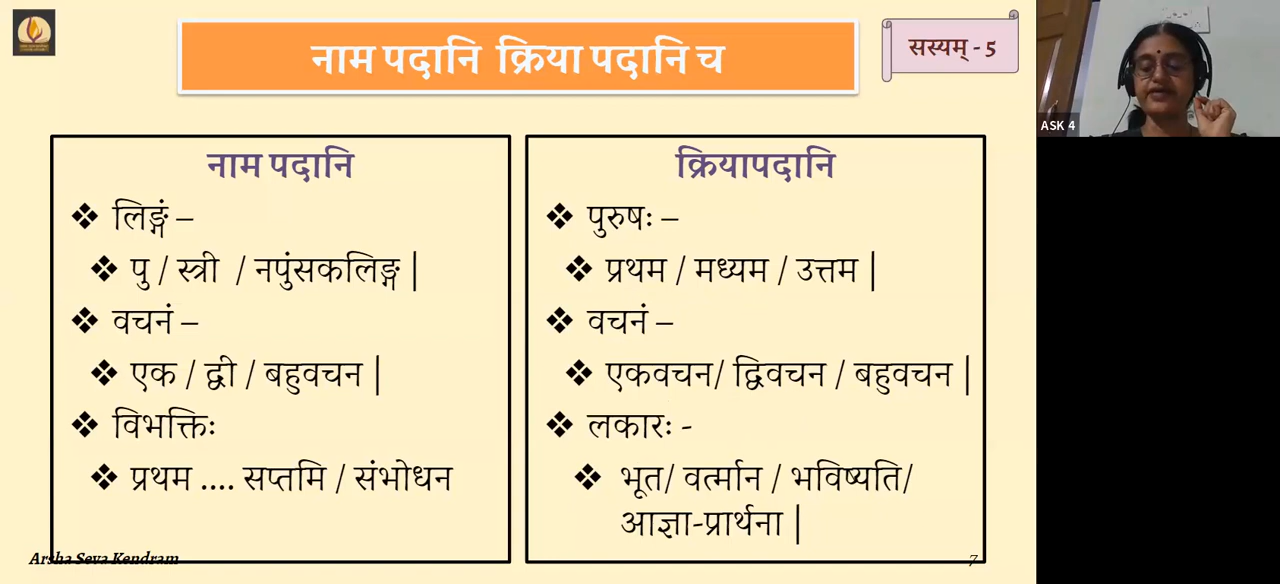 नाम पदानि क्रिया पदानि च
सस्यम् - 5
ASK 4
नाम पदानि
❖ लिङ्गं –
❖ पु / स्त्री / नपुंसकलिङ्ग |
❖ वचनं –
❖ एक / द्वी / बहुवचन |
❖ विभक्तिः
❖ प्रथम .... सप्तमि / संभोधन
क्रियापदानि
❖ पुरुषः –
❖ प्रथम / मध्यम / उत्तम |
❖ वचनं –
❖ एकवचन/ द्विवचन / बहुवचन |
❖ लकारः -
❖ भूत/ वर्त्मान / भविष्यति/
आज्ञा-प्रार्थना |
Arsha Seva Kendram
7